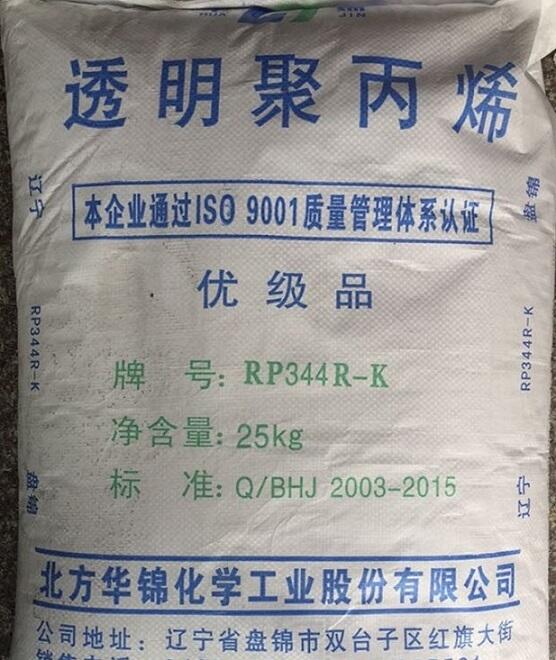 HUA JIN
透明聚丙烯
本企业通过ISO 9001质量管理体系认证
优级品
牌 号: RP344R-K
净含量: 25kg
标 准: Q/BHJ 2003-2015
北方华锦化学工业股份有限公司
公司地址: 辽宁省盘锦市双台子区红旗大街
辽宁
RP344R-K
盘锦
盘锦
RP344R-K
辽宁